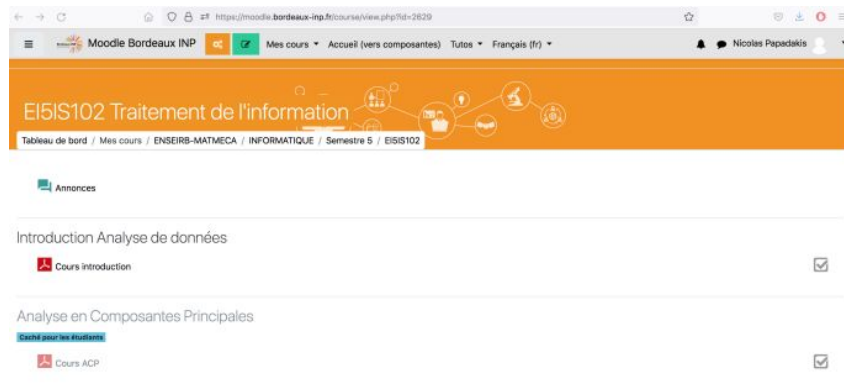 https://moodle.bordeaux-inp.fr/course/view.php?id=2629
Moodle Bordeaux INP Mes cours Accueil (vers composantes) Tutos Français (fr) Nicolas Papadakis
EI5IS102 Traitement de l'information
Tableau de bord / Mes cours / ENSEIRB-MATMECA / INFORMATIQUE / Semestre 5 / EI5IS102
Annonces
Introduction Analyse de données
Cours introduction
Analyse en Composantes Principales
Caché pour les étudiants
Cours ACP